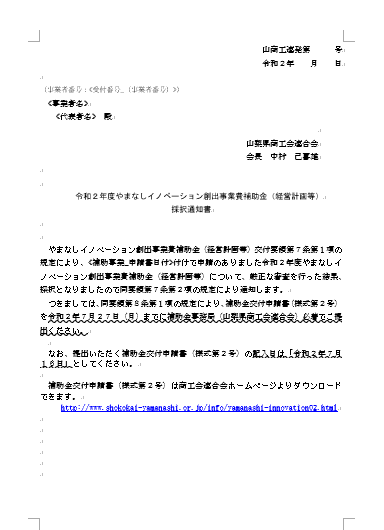 山商工連発第　　　号
令和２年　　月　　日
（事業者番号：«受付番号_（事業者番号）»）
«事業者名»
«代表者名»　殿
山梨県商工会連合会
会長　中村　己喜雄
令和２年度やまなしイノベーション創出事業費補助金（経営計画等）
採択通知書
やまなしイノベーション創出事業費補助金（経営計画等）交付要領第７条第１項の
規定により、«補助事業_申請書日付»付けで申請のありました令和２年度やまなしイ
ノベーション創出事業費補助金（経営計画等）について、厳正な審査を行った結果、
採択となりましたので同要領第７条第２項の規定により通知します。
つきましては、同要領第８条第１項の規定により、補助金交付申請書（様式第２号）
を令和２年７月２７日（月）までに補助金事務局（山梨県商工会連合会）必着でご提
出ください。
なお、提出いただく補助金交付申請書（様式第２号）の記入日は「令和２年７月
１６日」としてください。
補助金交付申請書（様式第２号）は商工会連合会ホームページよりダウンロード
できます。
http://www.shokokai-yamanashi.or.jp/info/yamanashi-innovation02.html